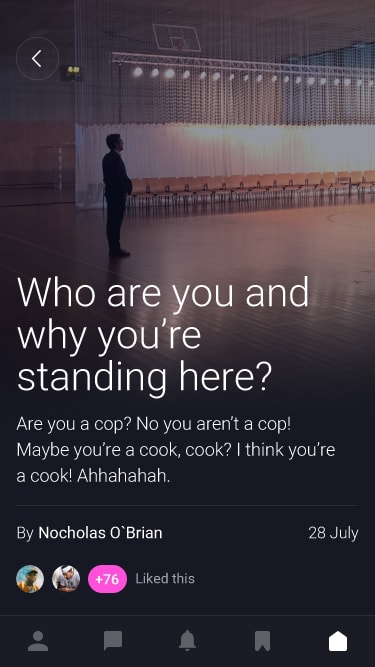 Who are you and
why you’re
standing here?
Are you a cop? No you aren’t a cop!
Maybe you’re a cook, cook? I think you’re
a cook! Ahhahahah.
By Nocholas O`Brian 28 July
+76 Liked this